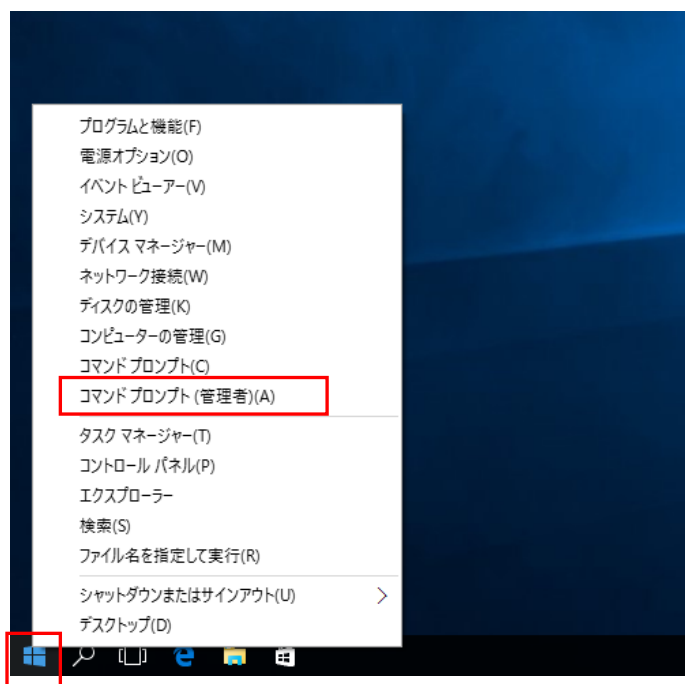 プログラムと機能(F)
電源オプション(O)
イベント ビューアー(V)
システム(Y)
デバイス マネージャー(M)
ネットワーク接続(W)
ディスクの管理(K)
コンピューターの管理(G)
コマンド プロンプト(C)
コマンド プロンプト (管理者)(A)
タスク マネージャー(T)
コントロール パネル(P)
エクスプローラー
検索(S)
ファイル名を指定して実行(R)
シャットダウンまたはサインアウト(U)
デスクトップ(D)